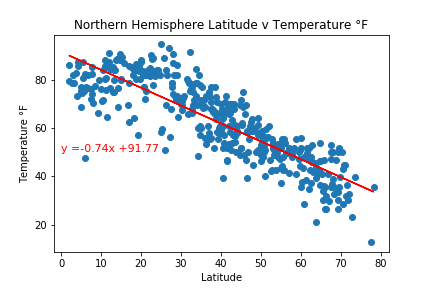 Northern Hemisphere Latitude v Temperature °F
Temperature °F
80
60
40
20
y =-0.74x +91.77
0 10 20 30 40 50 60 70 80
Latitude